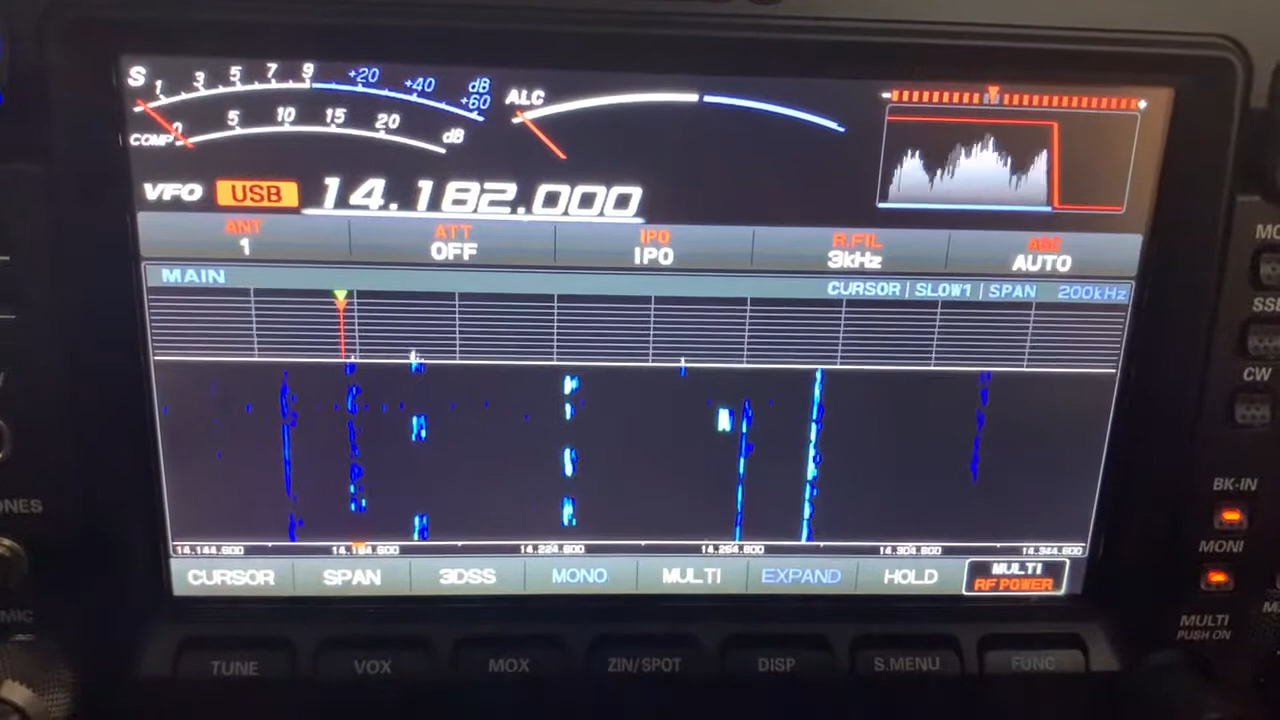 S 1 3 5 7 9 +20 +40 +60 dB
COMP 0 5 10 15 20 dB
ALC
VFO USB 14.182.000
ANT ATT IPO R.FIL AGC
1 OFF IPO 3kHz AUTO
MAIN
CURSOR | SLOW1 | SPAN 200kHz
14.144.600 14.184.600 14.224.600 14.264.600 14.304.600 14.344.600
CURSOR SPAN 3DSS MONO MULTI EXPAND HOLD MULTI
RF POWER
TUNE VOX MOX ZIN/SPOT DISP S.MENU FUNC
CW
BK-IN
MONI
MULTI
PUSH ON
MIC